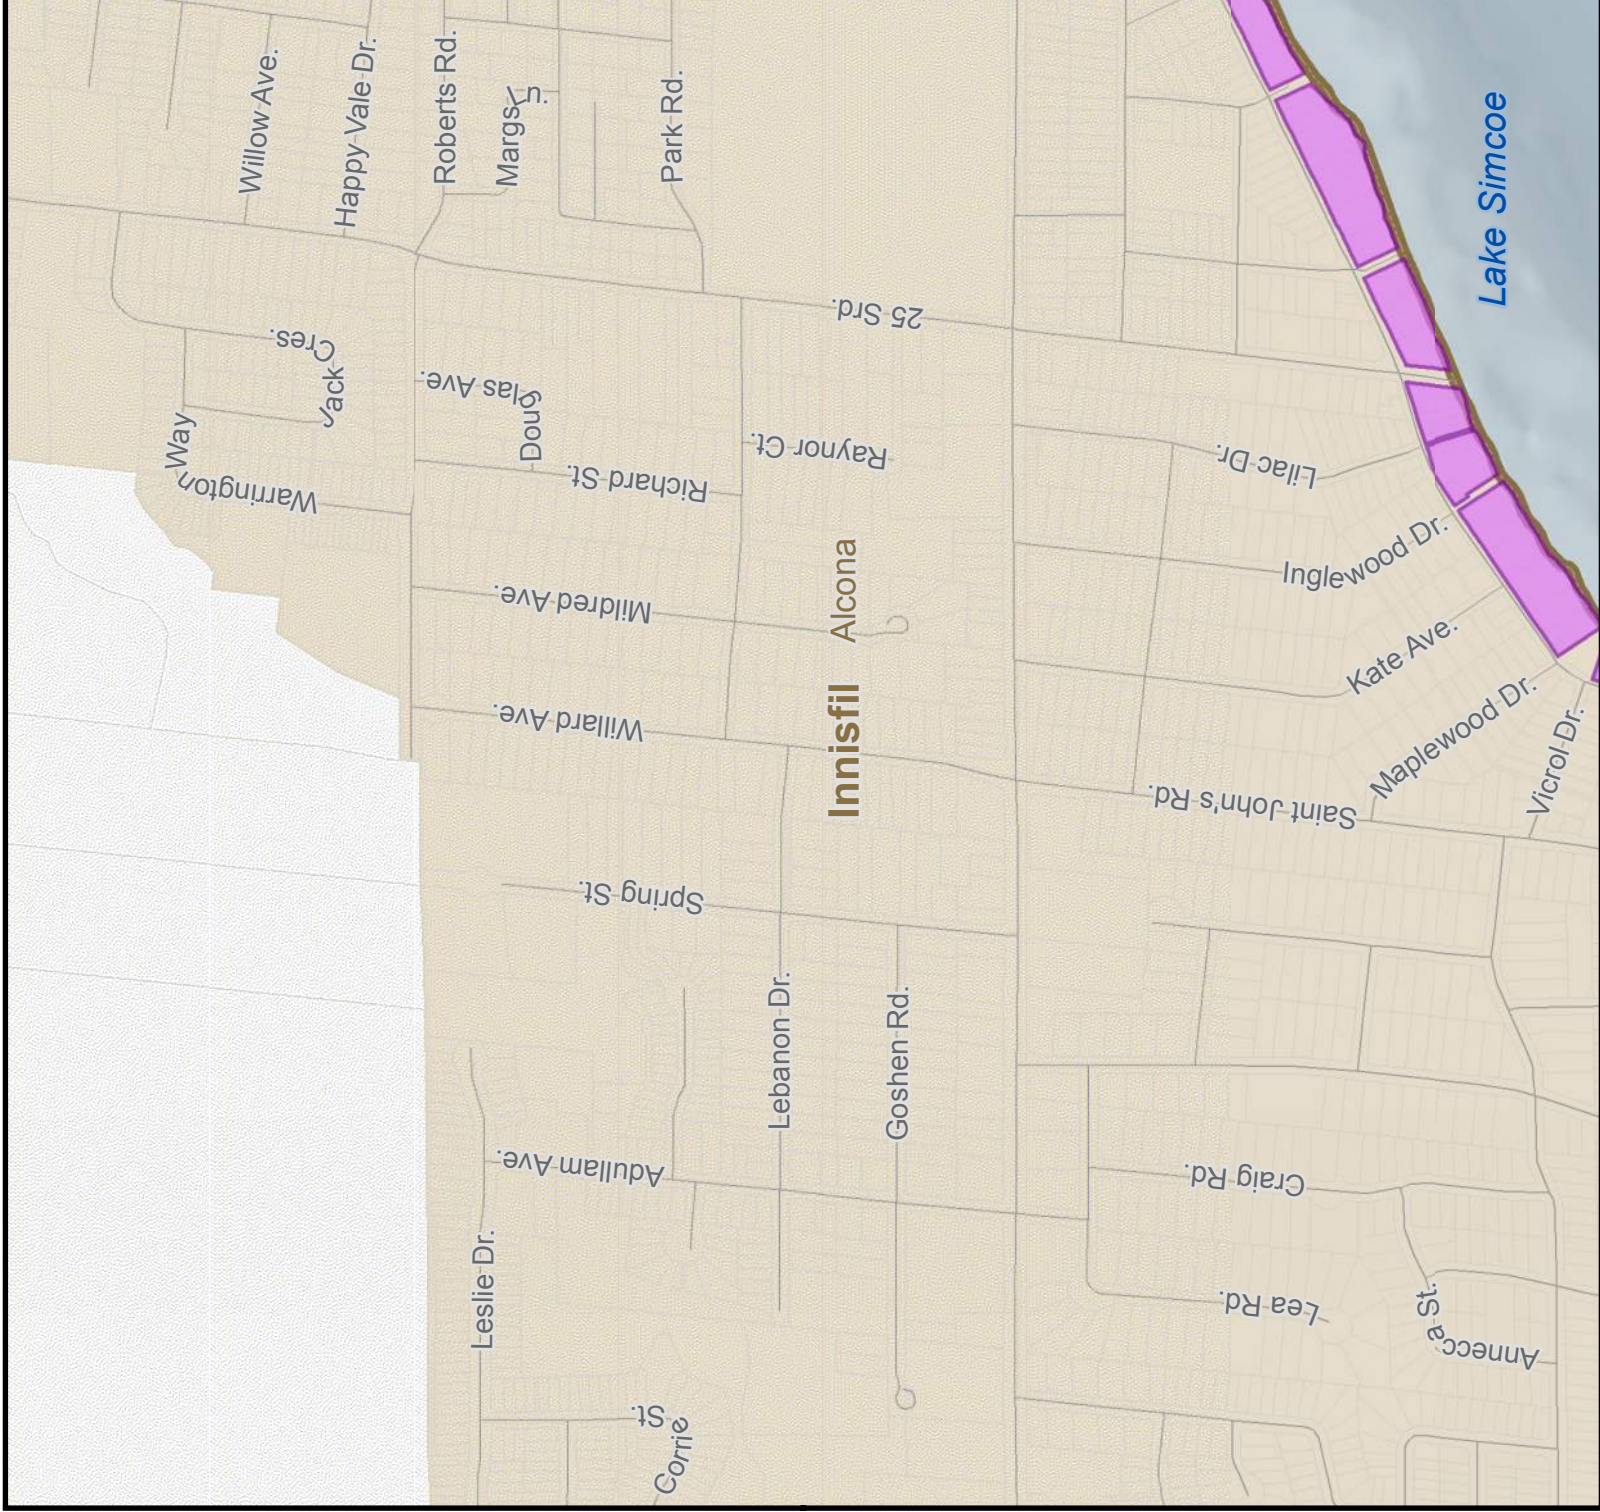 Willow Ave.
Happy Vale Dr.
Roberts Rd.
Margs Ln.
Park Rd.
Lake Simcoe
25 Srd.
Jack Cres.
Douglas Ave.
Warrington Way
Richard St.
Raynor Ct.
Lilac Dr.
Inglewood Dr.
Mildred Ave.
Alcona
Kate Ave.
Willard Ave.
Innisfil
Maplewood Dr.
Vicrol Dr.
Saint John's Rd.
Spring St.
Lebanon Dr.
Goshen Rd.
Adullam Ave.
Craig Rd.
Leslie Dr.
Lea Rd.
Annecca St.
Corrie St.